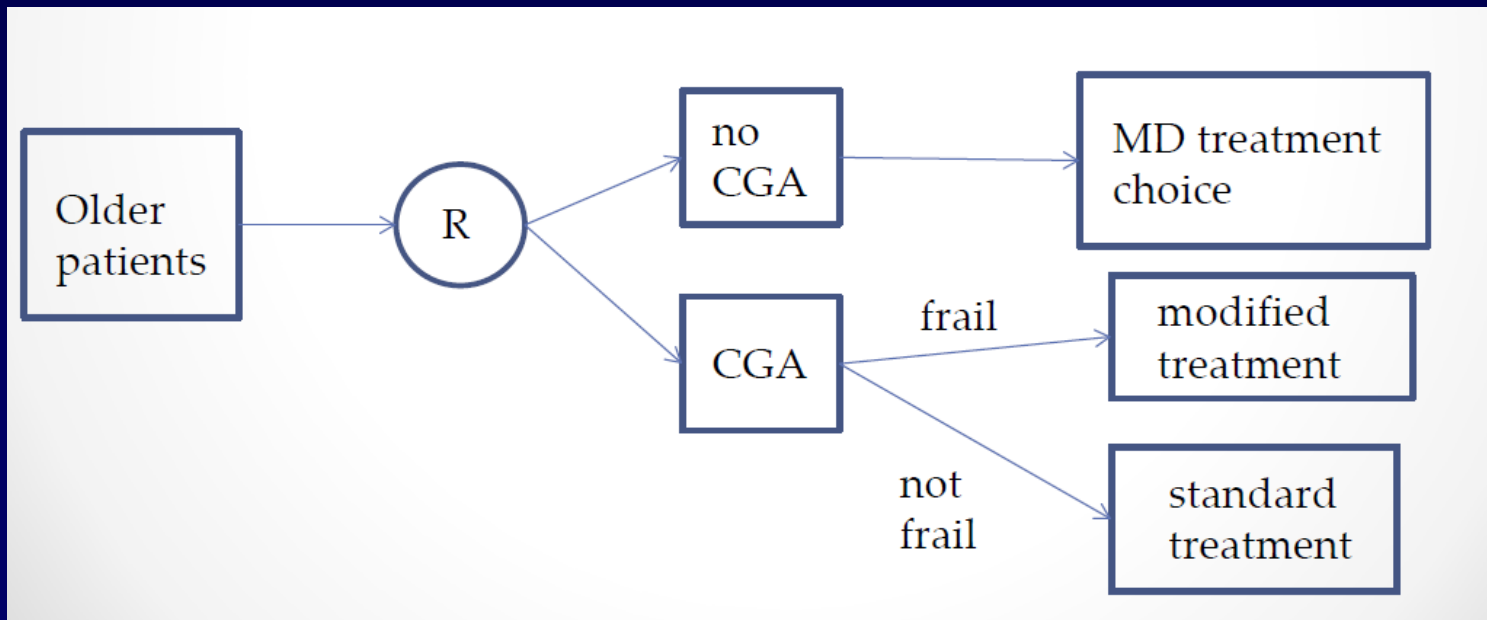 Older
patients
R
no
CGA
MD treatment
choice
CGA
frail
modified
treatment
not
frail
standard
treatment